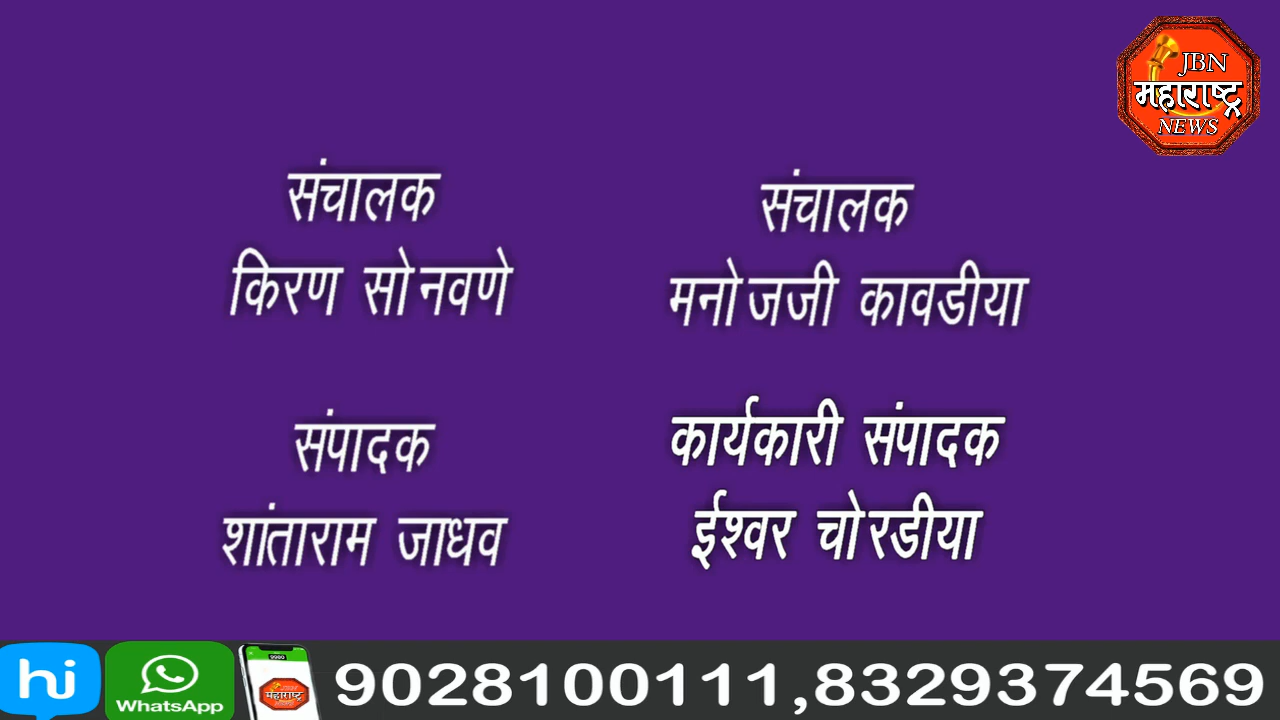 JBN
महाराष्ट्र
NEWS
संचालक
किरण सोनवणे
संचालक
मनोजजी कावडीया
संपादक
शांताराम जाधव
कार्यकारी संपादक
ईश्वर चोरडीया
hi
WhatsApp
महाराष्ट्र
9028100111,8329374569